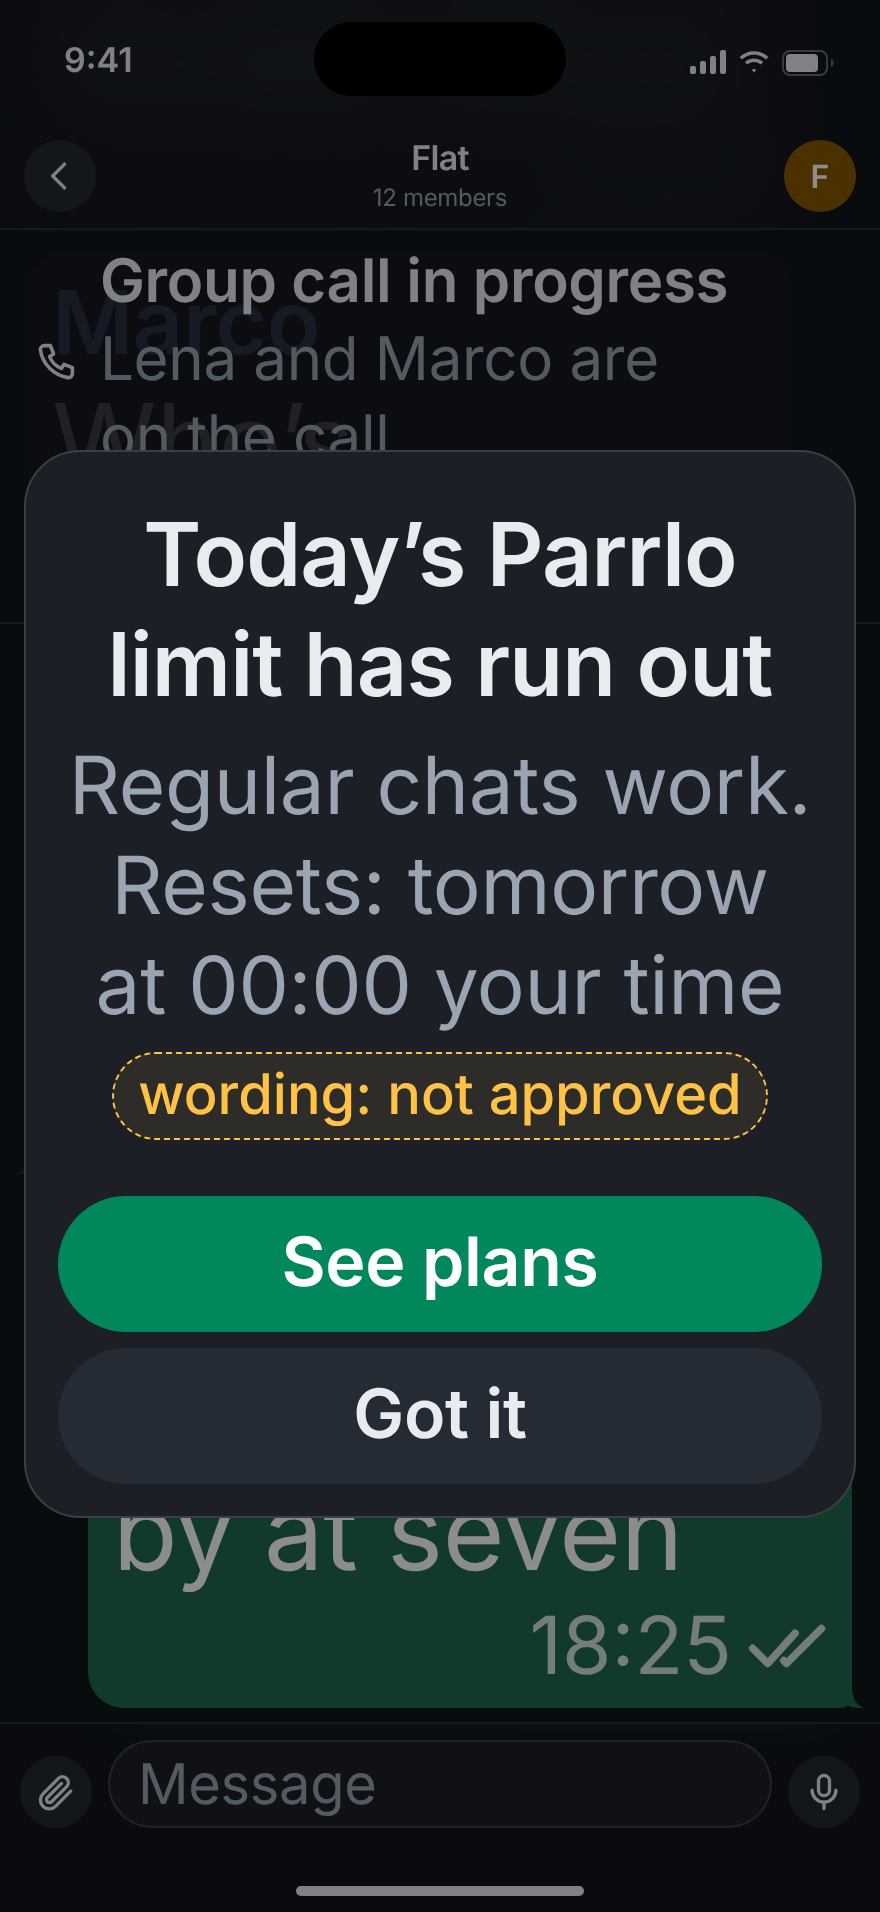 9:41
Flat
12 members
F
Group call in progress
Marco
Lena and Marco are
Who's
on the call
Today’s Parrlo
limit has run out
Regular chats work.
Resets: tomorrow
at 00:00 your time
wording: not approved
See plans
Got it
by at seven
18:25
Message